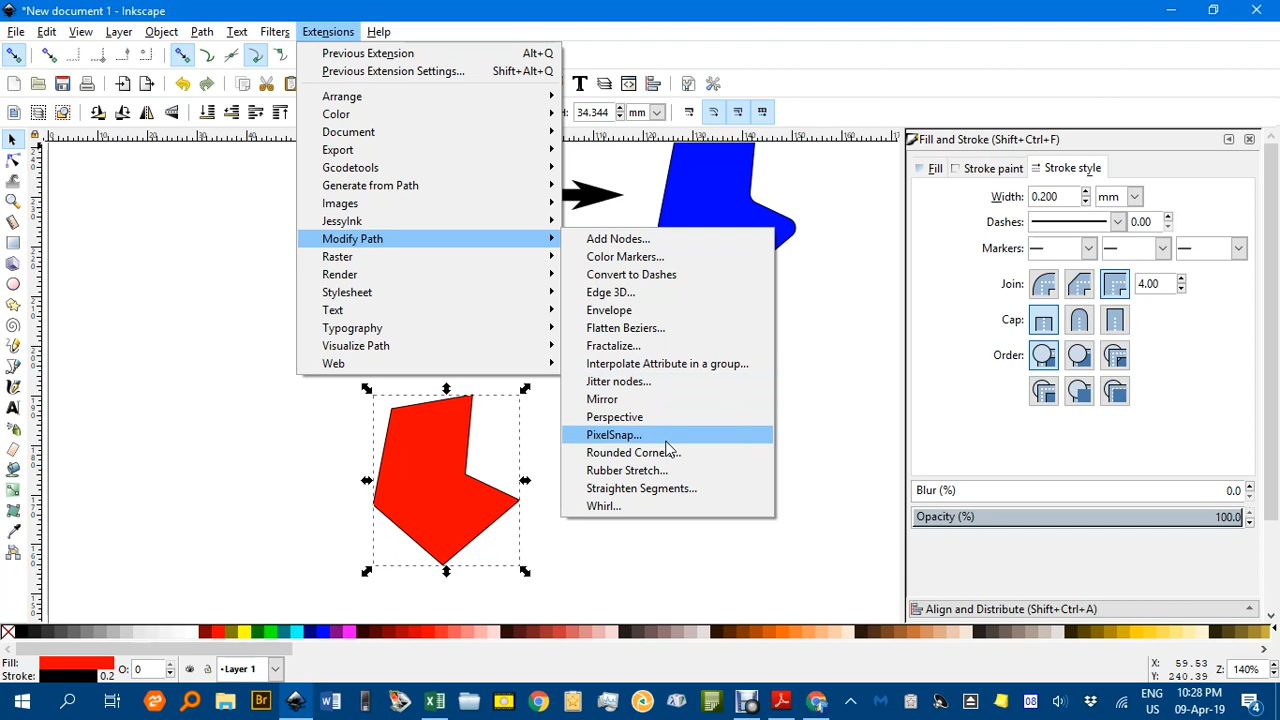 *New document 1 - Inkscape
File Edit View Layer Object Path Text Filters Extensions Help
Previous Extension Alt+Q
Previous Extension Settings... Shift+Alt+Q
Arrange
Color
Document
Export
Gcodetools
Generate from Path
Images
JessyInk
Modify Path
Raster
Render
Stylesheet
Text
Typography
Visualize Path
Web
Add Nodes...
Color Markers...
Convert to Dashes
Edge 3D...
Envelope
Flatten Beziers...
Fractalize...
Interpolate Attribute in a group...
Jitter nodes...
Mirror
Perspective
PixelSnap...
Rounded Corne
Rubber Stretch...
Straighten Segments...
Whirl...
H: 34.344 mm
Fill and Stroke (Shift+Ctrl+F)
Fill Stroke paint Stroke style
Width: 0.200 mm
Dashes: 0.00
Markers:
Join: 4.00
Cap:
Order:
Blur (%) 0.0
Opacity (%) 100.0
Align and Distribute (Shift+Ctrl+A)
Fill:
Stroke: 0.2
O: 0
Layer 1
X: 59.53
Y: 240.39
Z: 140%
ENG
US
10:28 PM
09-Apr-19